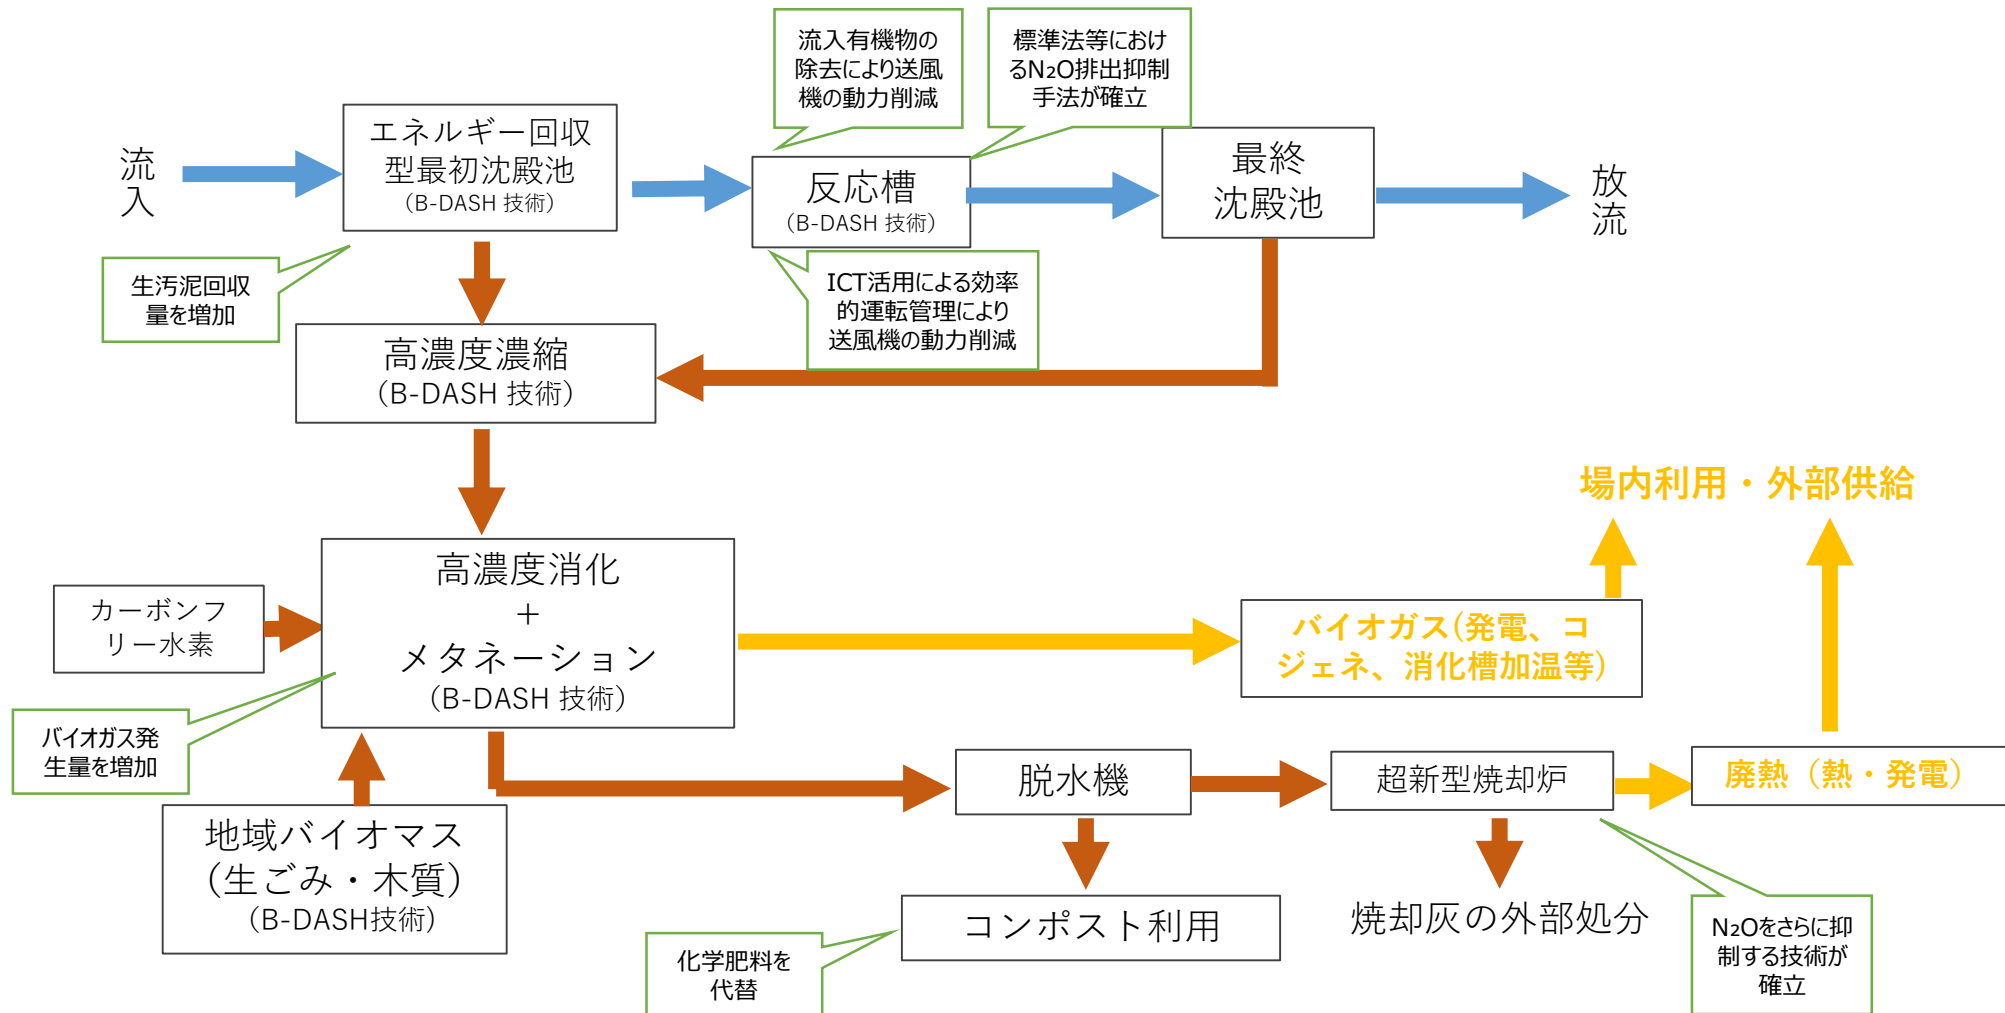 流入有機物の
除去により送風
機の動力削減
標準法等におけ
るN₂O排出抑制
手法が確立
流
入
エネルギー回収
型最初沈殿池
(B-DASH 技術)
反応槽
(B-DASH 技術)
最終
沈殿池
放
流
生汚泥回収
量を増加
ICT活用による効率
的運転管理により
送風機の動力削減
高濃度濃縮
(B-DASH 技術)
場内利用・外部供給
高濃度消化
+
メタネーション
(B-DASH 技術)
カーボンフ
リー水素
バイオガス(発電、コ
ジェネ、消化槽加温等)
バイオガス発
生量を増加
脱水機
超新型焼却炉
廃熱（熱・発電）
地域バイオマス
(生ごみ・木質)
(B-DASH技術)
コンポスト利用
焼却灰の外部処分
化学肥料を
代替
N₂Oをさらに抑
制する技術が
確立